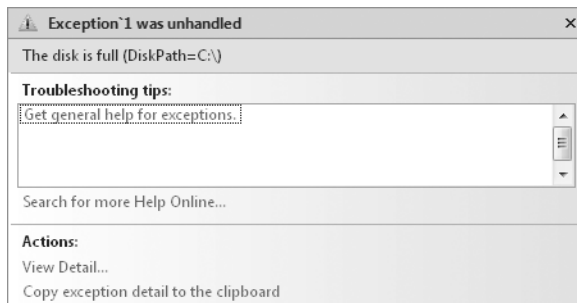 Exception`1 was unhandled
The disk is full (DiskPath=C:\)
Troubleshooting tips:
Get general help for exceptions.
Search for more Help Online...
Actions:
View Detail...
Copy exception detail to the clipboard